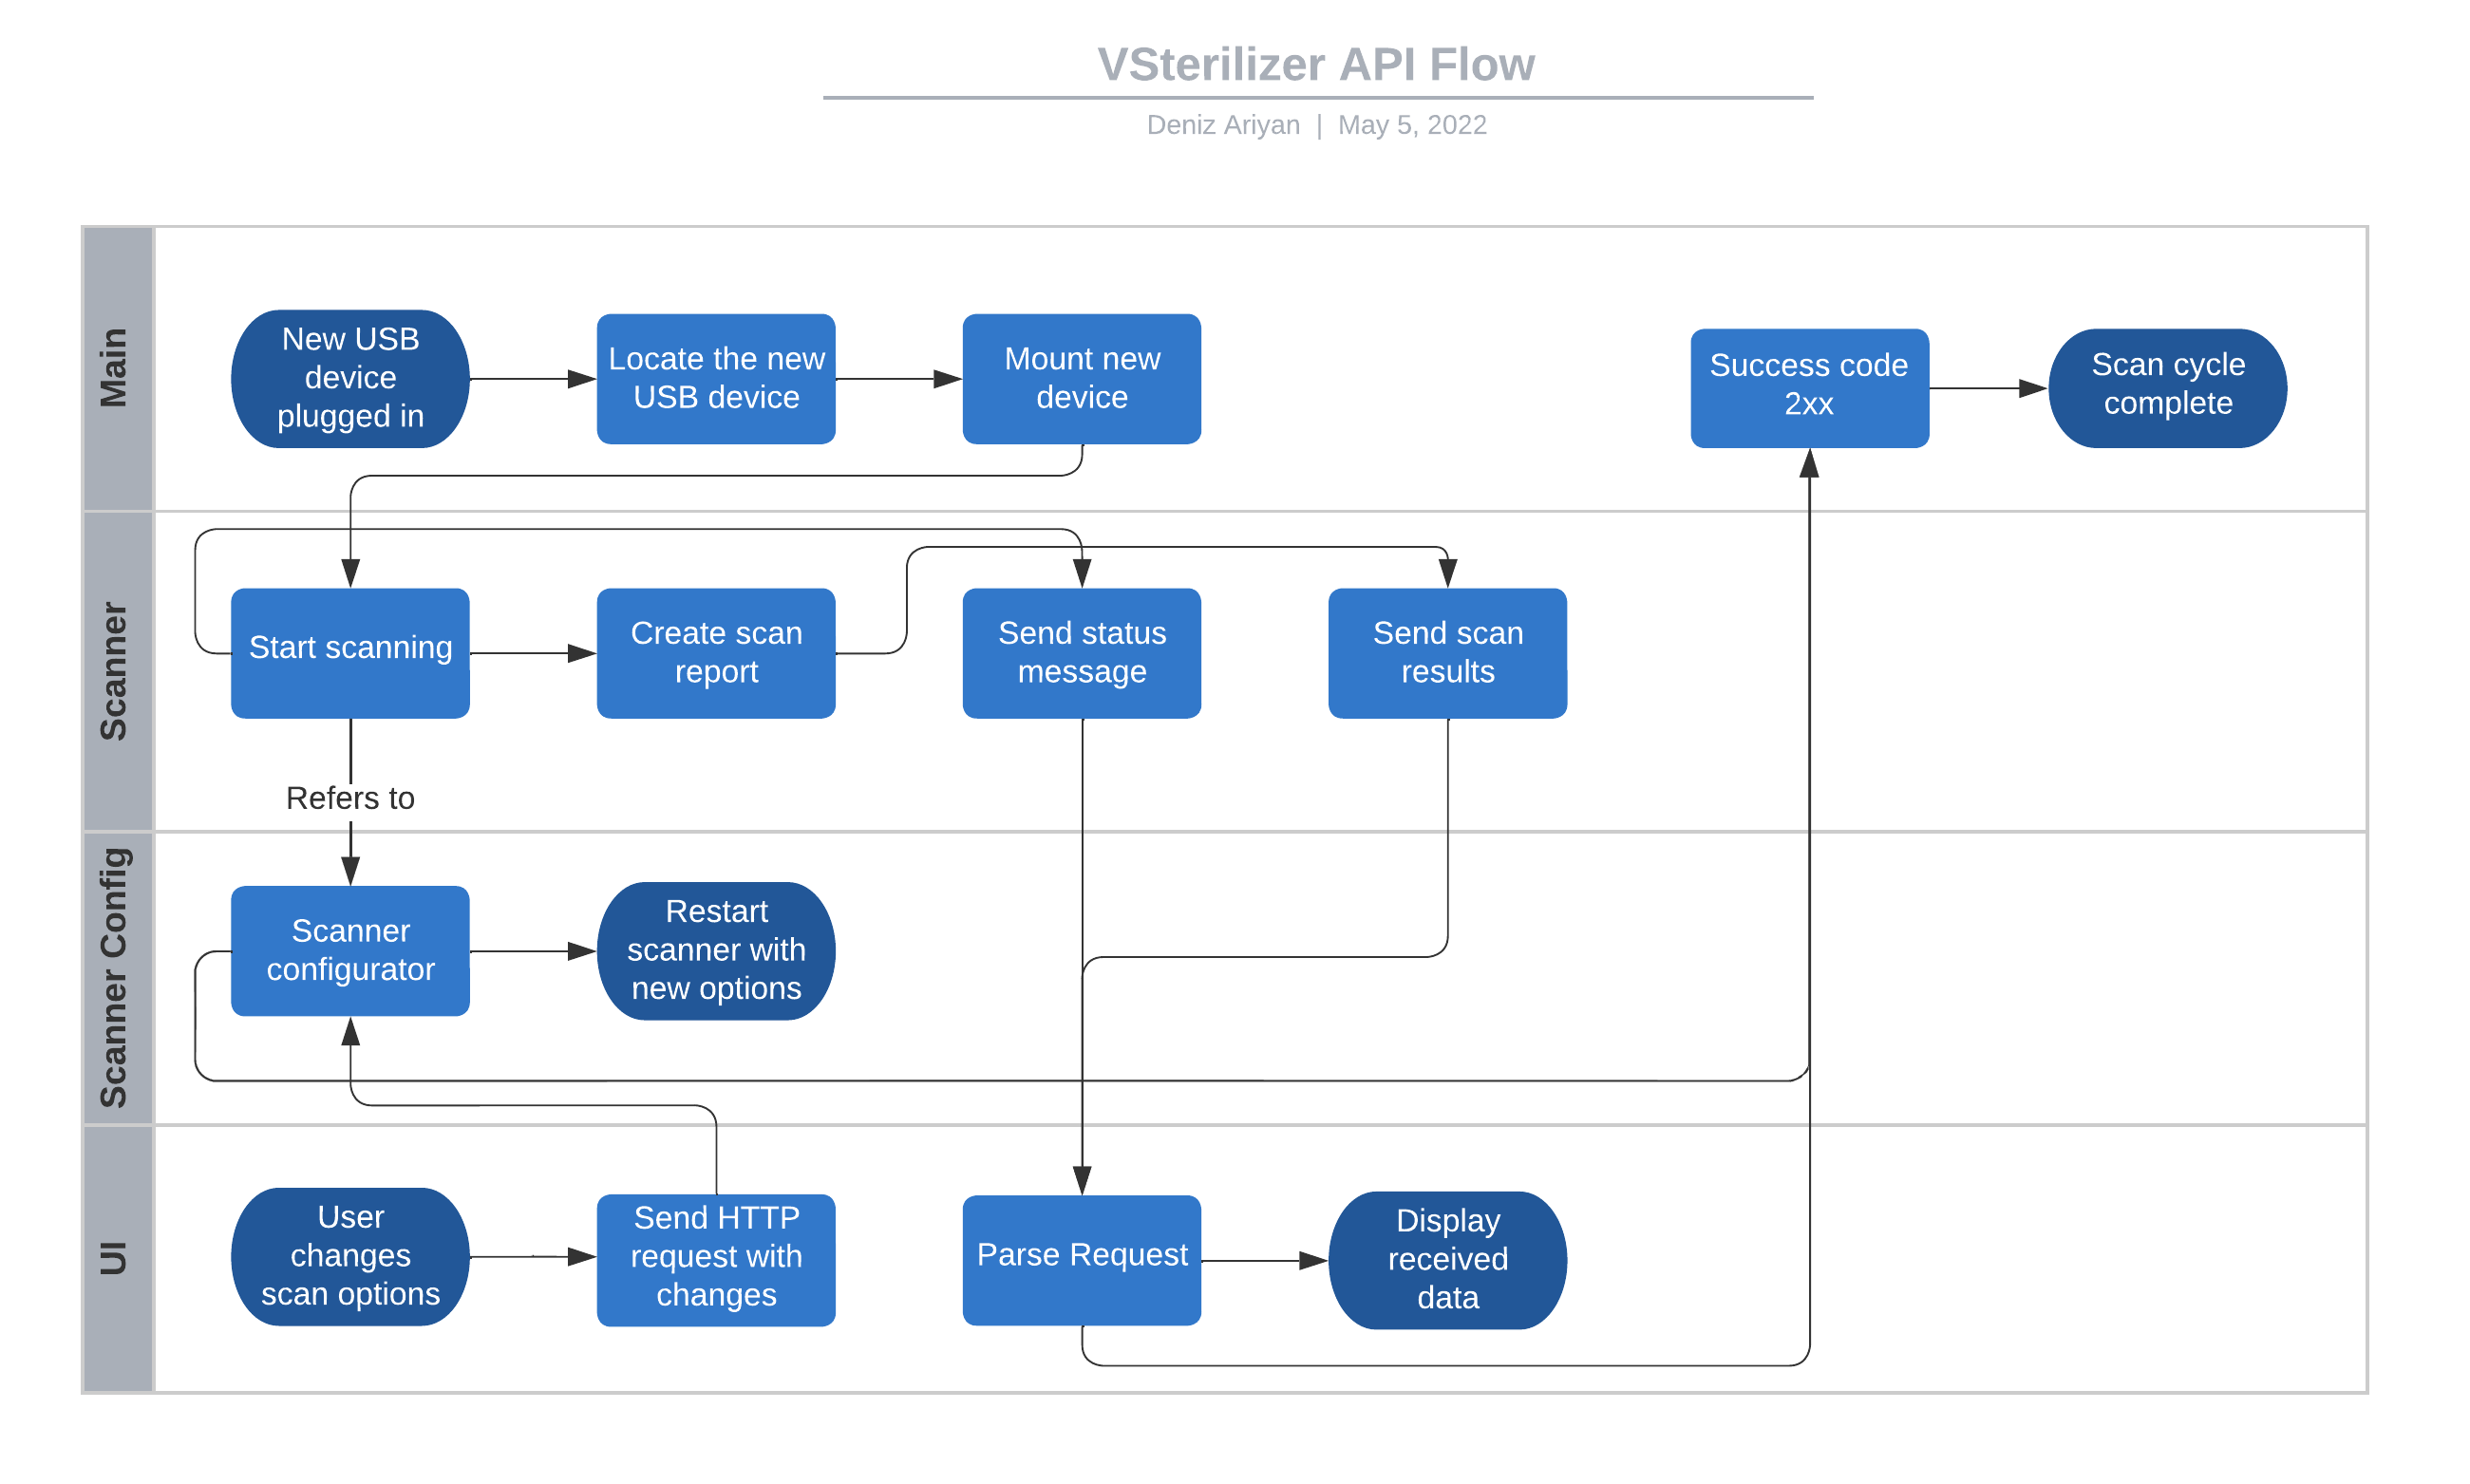 VSterilizer API Flow
Deniz Ariyan | May 5, 2022
Main
New USB
device
plugged in
Locate the new
USB device
Mount new
device
Success code
2xx
Scan cycle
complete
Scanner
Start scanning
Create scan
report
Send status
message
Send scan
results
Refers to
Scanner Config
Scanner
configurator
Restart
scanner with
new options
UI
User
changes
scan options
Send HTTP
request with
changes
Parse Request
Display
received
data